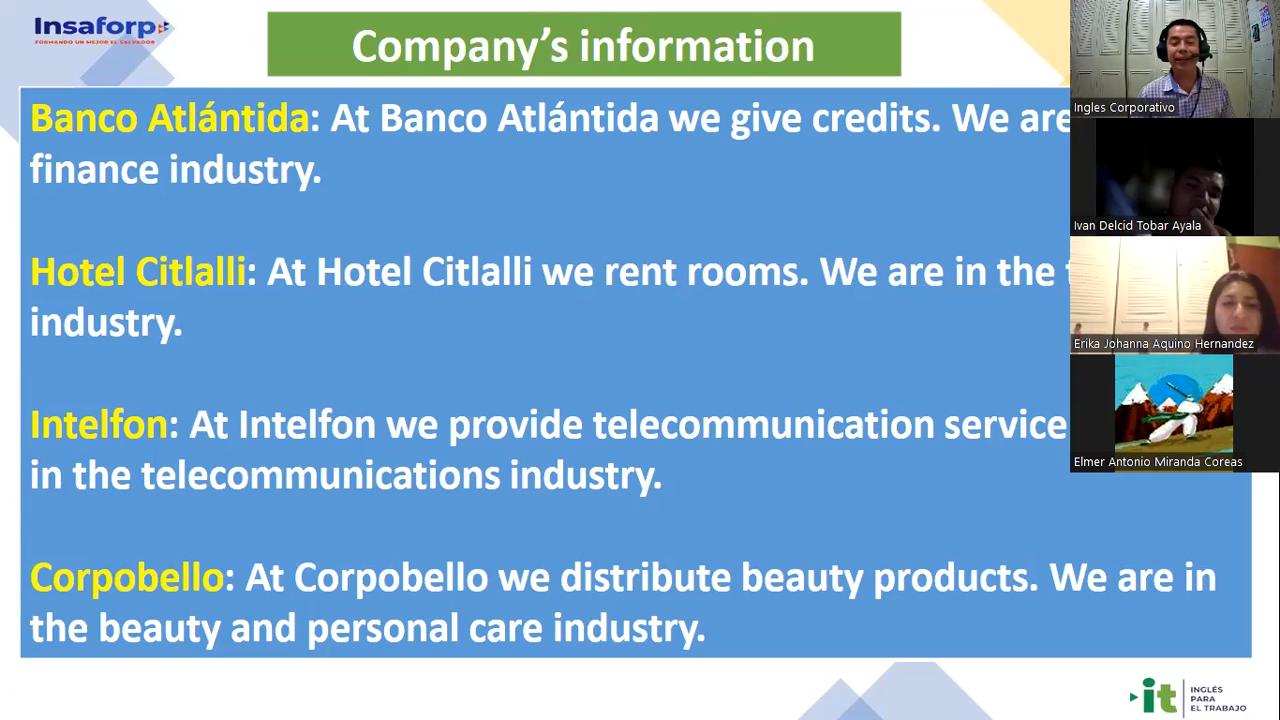 Insaforp
FORMANDO UN MEJOR EL SALVADOR
Company’s information
Banco Atlántida: At Banco Atlántida we give credits. We are
finance industry.
Hotel Citlalli: At Hotel Citlalli we rent rooms. We are in the
industry.
Intelfon: At Intelfon we provide telecommunication service
in the telecommunications industry.
Corpobello: At Corpobello we distribute beauty products. We are in
the beauty and personal care industry.
Ingles Corporativo
Ivan Delcid Tobar Ayala
Erika Johanna Aquino Hernandez
Elmer Antonio Miranda Coreas
it
INGLÉS
PARA
EL TRABAJO